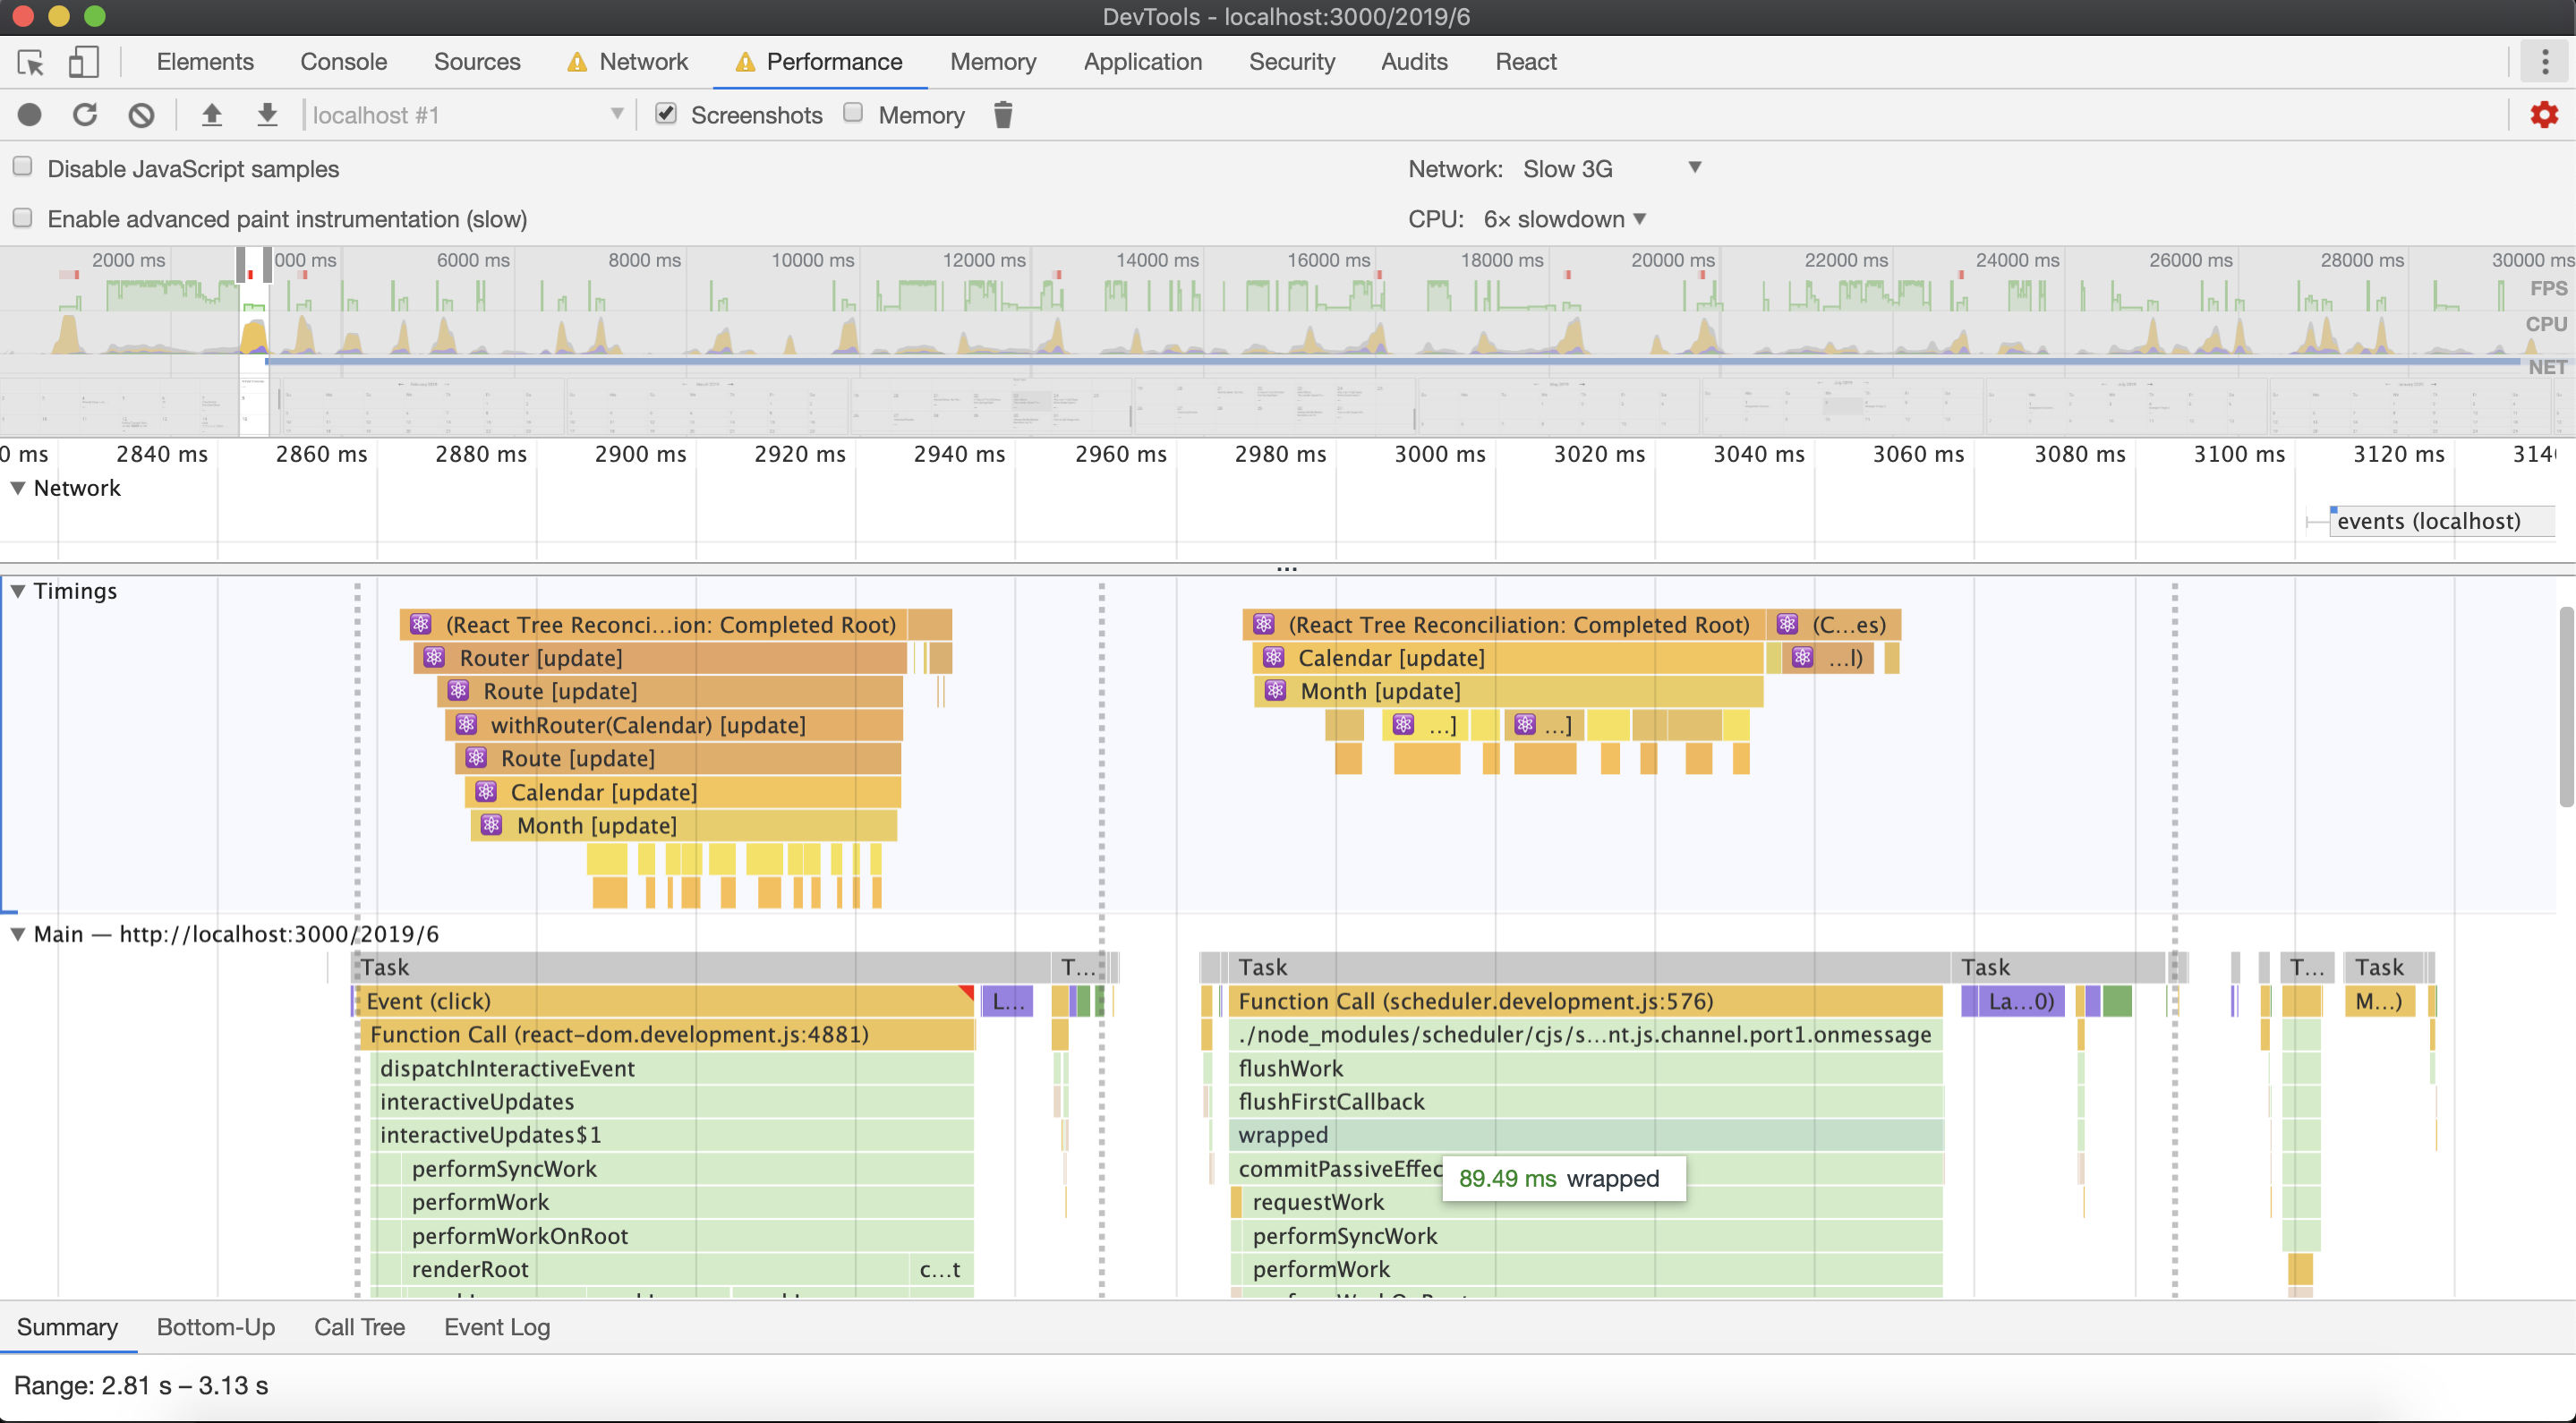 DevTools - localhost:3000/2019/6
Elements Console Sources Network Performance Memory Application Security Audits React
localhost #1 Screenshots Memory
Disable JavaScript samples Network: Slow 3G
Enable advanced paint instrumentation (slow) CPU: 6× slowdown
2000 ms 000 ms 6000 ms 8000 ms 10000 ms 12000 ms 14000 ms 16000 ms 18000 ms 20000 ms 22000 ms 24000 ms 26000 ms 28000 ms 30000 ms
FPS
CPU
NET
0 ms 2840 ms 2860 ms 2880 ms 2900 ms 2920 ms 2940 ms 2960 ms 2980 ms 3000 ms 3020 ms 3040 ms 3060 ms 3080 ms 3100 ms 3120 ms 314
Network
events (localhost)
...
Timings
(React Tree Reconci...ion: Completed Root) (React Tree Reconciliation: Completed Root) (C...es)
Router [update] Calendar [update] ...l)
Route [update] Month [update]
withRouter(Calendar) [update] ...] ...]
Route [update]
Calendar [update]
Month [update]
Main — http://localhost:3000/2019/6
Task T... Task Task T... Task
Event (click) L... Function Call (scheduler.development.js:576) La...0) M...)
Function Call (react-dom.development.js:4881) ./node_modules/scheduler/cjs/s...nt.js.channel.port1.onmessage
dispatchInteractiveEvent flushWork
interactiveUpdates flushFirstCallback
interactiveUpdates$1 wrapped
performSyncWork commitPassiveEffec
89.49 ms wrapped
performWork requestWork
performWorkOnRoot performSyncWork
renderRoot c...t performWork
Summary Bottom-Up Call Tree Event Log
Range: 2.81 s – 3.13 s